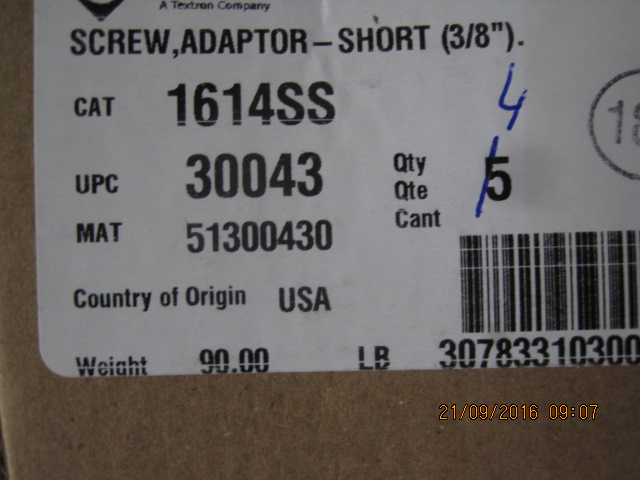 A Textron Company
SCREW,ADAPTOR–SHORT (3/8").
CAT 1614SS
4
UPC 30043
Qty
Qte
Cant
5
MAT 51300430
Country of Origin USA
Weight 90.00 LB
30783310300
21/09/2016 09:07